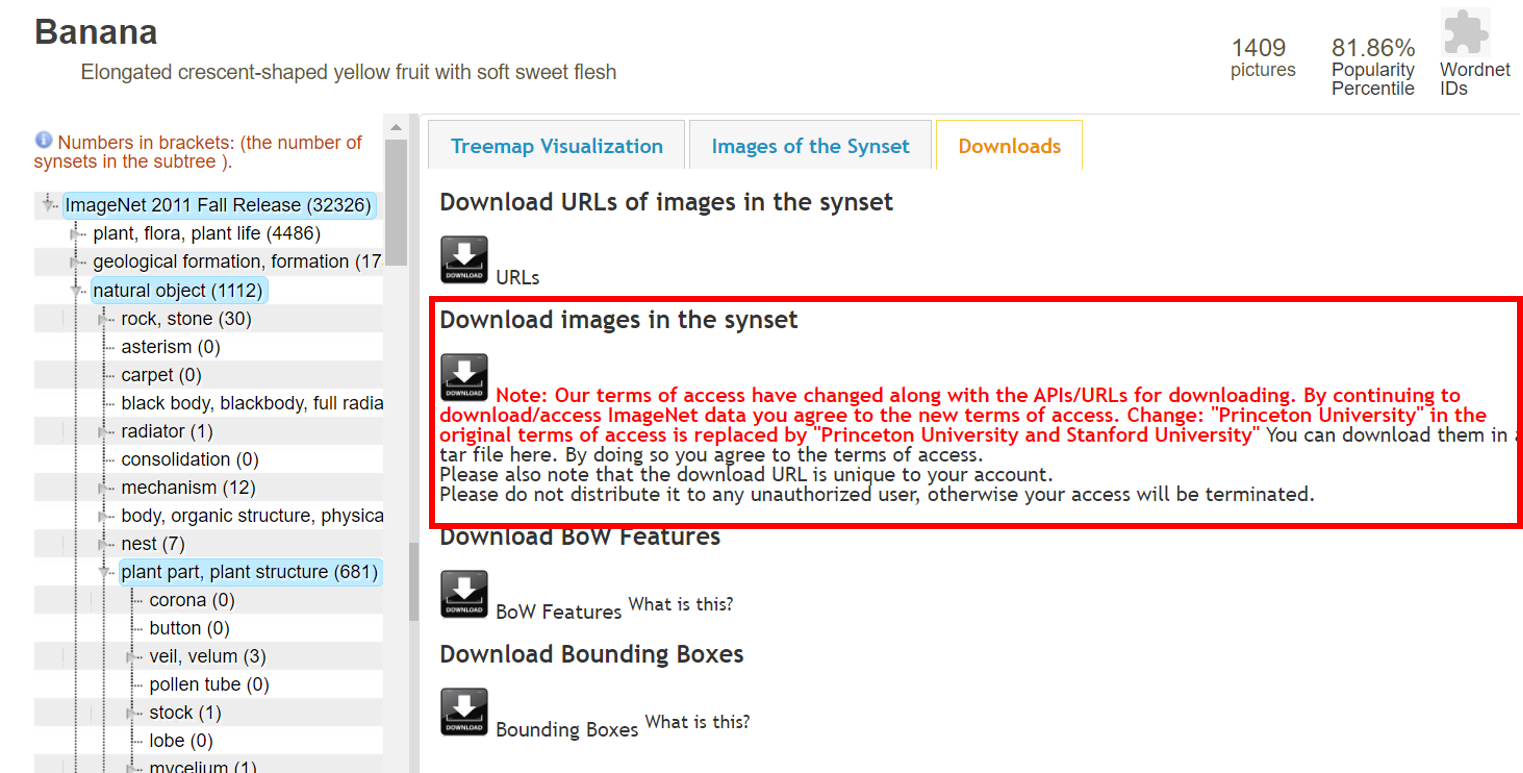 Banana
Elongated crescent-shaped yellow fruit with soft sweet flesh
1409
pictures
81.86%
Popularity
Percentile
Wordnet
IDs
Numbers in brackets: (the number of
synsets in the subtree ).
ImageNet 2011 Fall Release (32326)
plant, flora, plant life (4486)
geological formation, formation (17
natural object (1112)
rock, stone (30)
asterism (0)
carpet (0)
black body, blackbody, full radia
radiator (1)
consolidation (0)
mechanism (12)
body, organic structure, physica
nest (7)
plant part, plant structure (681)
corona (0)
button (0)
veil, velum (3)
pollen tube (0)
stock (1)
lobe (0)
mycelium (1)
Treemap Visualization
Images of the Synset
Downloads
Download URLs of images in the synset
DOWNLOAD
URLs
Download images in the synset
DOWNLOAD
Note: Our terms of access have changed along with the APIs/URLs for downloading. By continuing to
download/access ImageNet data you agree to the new terms of access. Change: "Princeton University" in the
original terms of access is replaced by "Princeton University and Stanford University" You can download them in a
tar file here. By doing so you agree to the terms of access.
Please also note that the download URL is unique to your account.
Please do not distribute it to any unauthorized user, otherwise your access will be terminated.
Download BoW Features
DOWNLOAD
BoW Features What is this?
Download Bounding Boxes
DOWNLOAD
Bounding Boxes What is this?